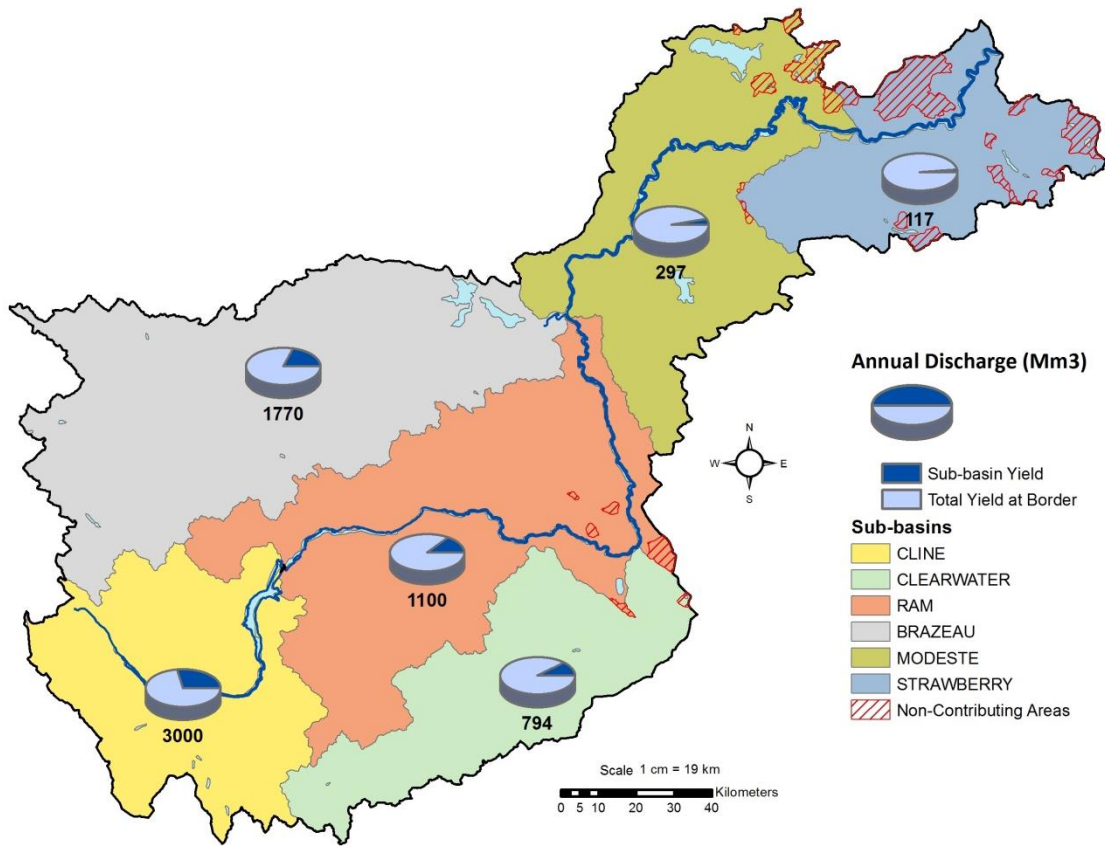 117
297
1770
1100
794
3000
N
W E
S
Annual Discharge (Mm3)
Sub-basin Yield
Total Yield at Border
Sub-basins
CLINE
CLEARWATER
RAM
BRAZEAU
MODESTE
STRAWBERRY
Non-Contributing Areas
Scale 1 cm = 19 km
Kilometers
0 5 10 20 30 40